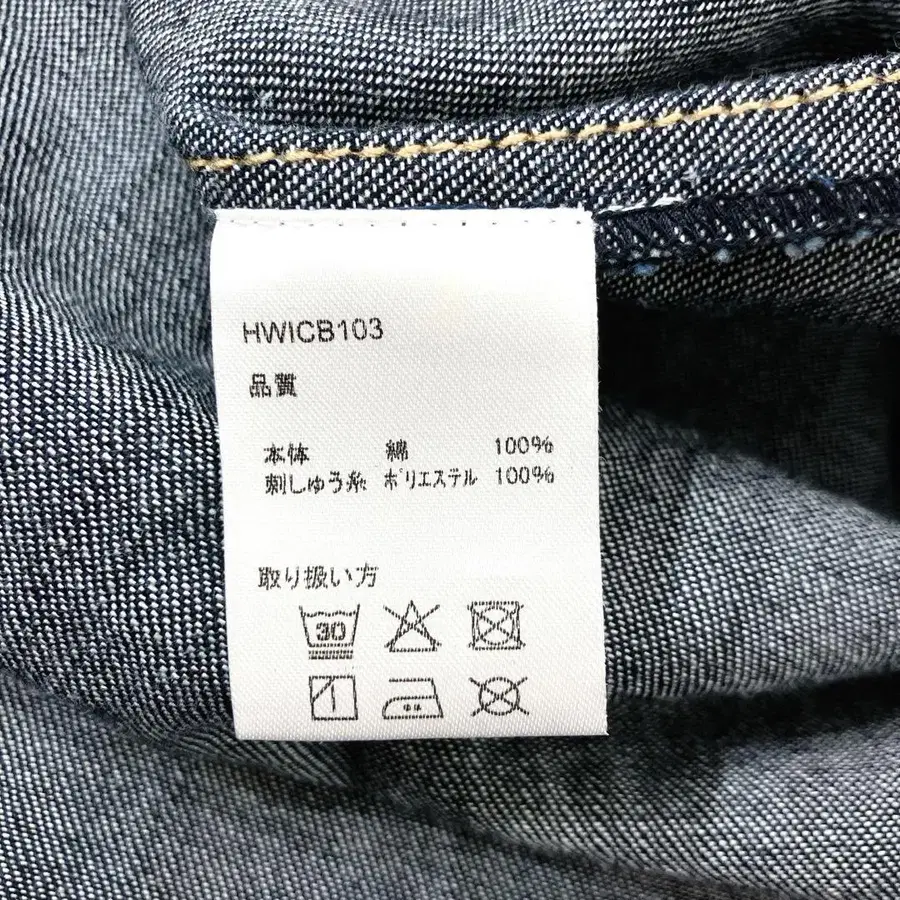 HWICB103
品質
本体 綿 100%
刺しゅう糸 ポリエステル 100%
取り扱い方
30